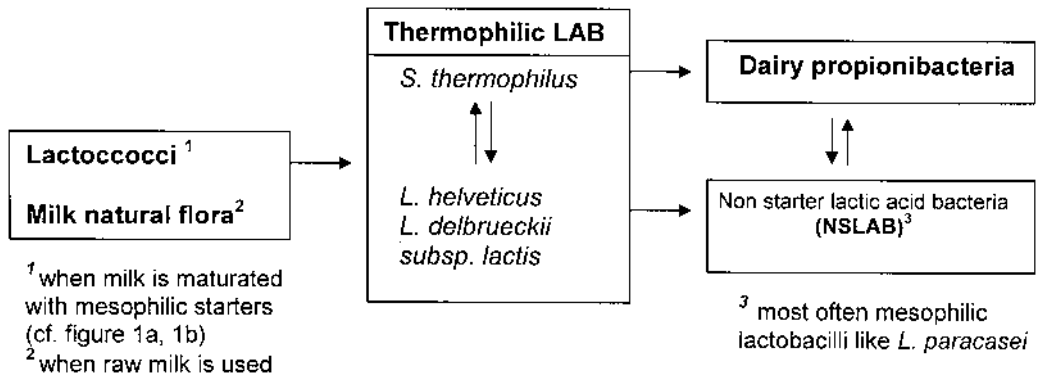 Lactoccocci 1
Milk natural flora2
1 when milk is maturated
with mesophilic starters
(cf. figure 1a, 1b)
2 when raw milk is used
Thermophilic LAB
S. thermophilus
L. helveticus
L. delbrueckii
subsp. lactis
Dairy propionibacteria
Non starter lactic acid bacteria
(NSLAB)3
3 most often mesophilic
lactobacilli like L. paracasei